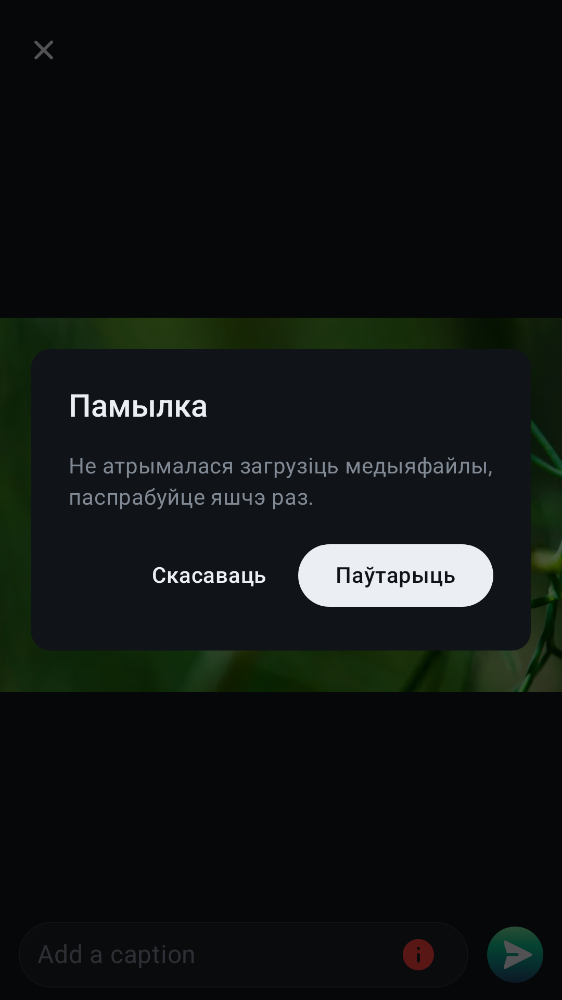 Памылка
Не атрымалася загрузіць медыяфайлы,
паспрабуйце яшчэ раз.
Скасаваць
Паўтарыць
Add a caption